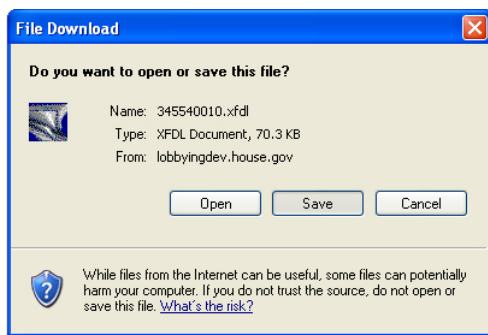 File Download
Do you want to open or save this file?
Name: 345540010.xfdl
Type: XFDL Document, 70.3 KB
From: lobbyingdev.house.gov
Open Save Cancel
While files from the Internet can be useful, some files can potentially
harm your computer. If you do not trust the source, do not open or
save this file. What's the risk?